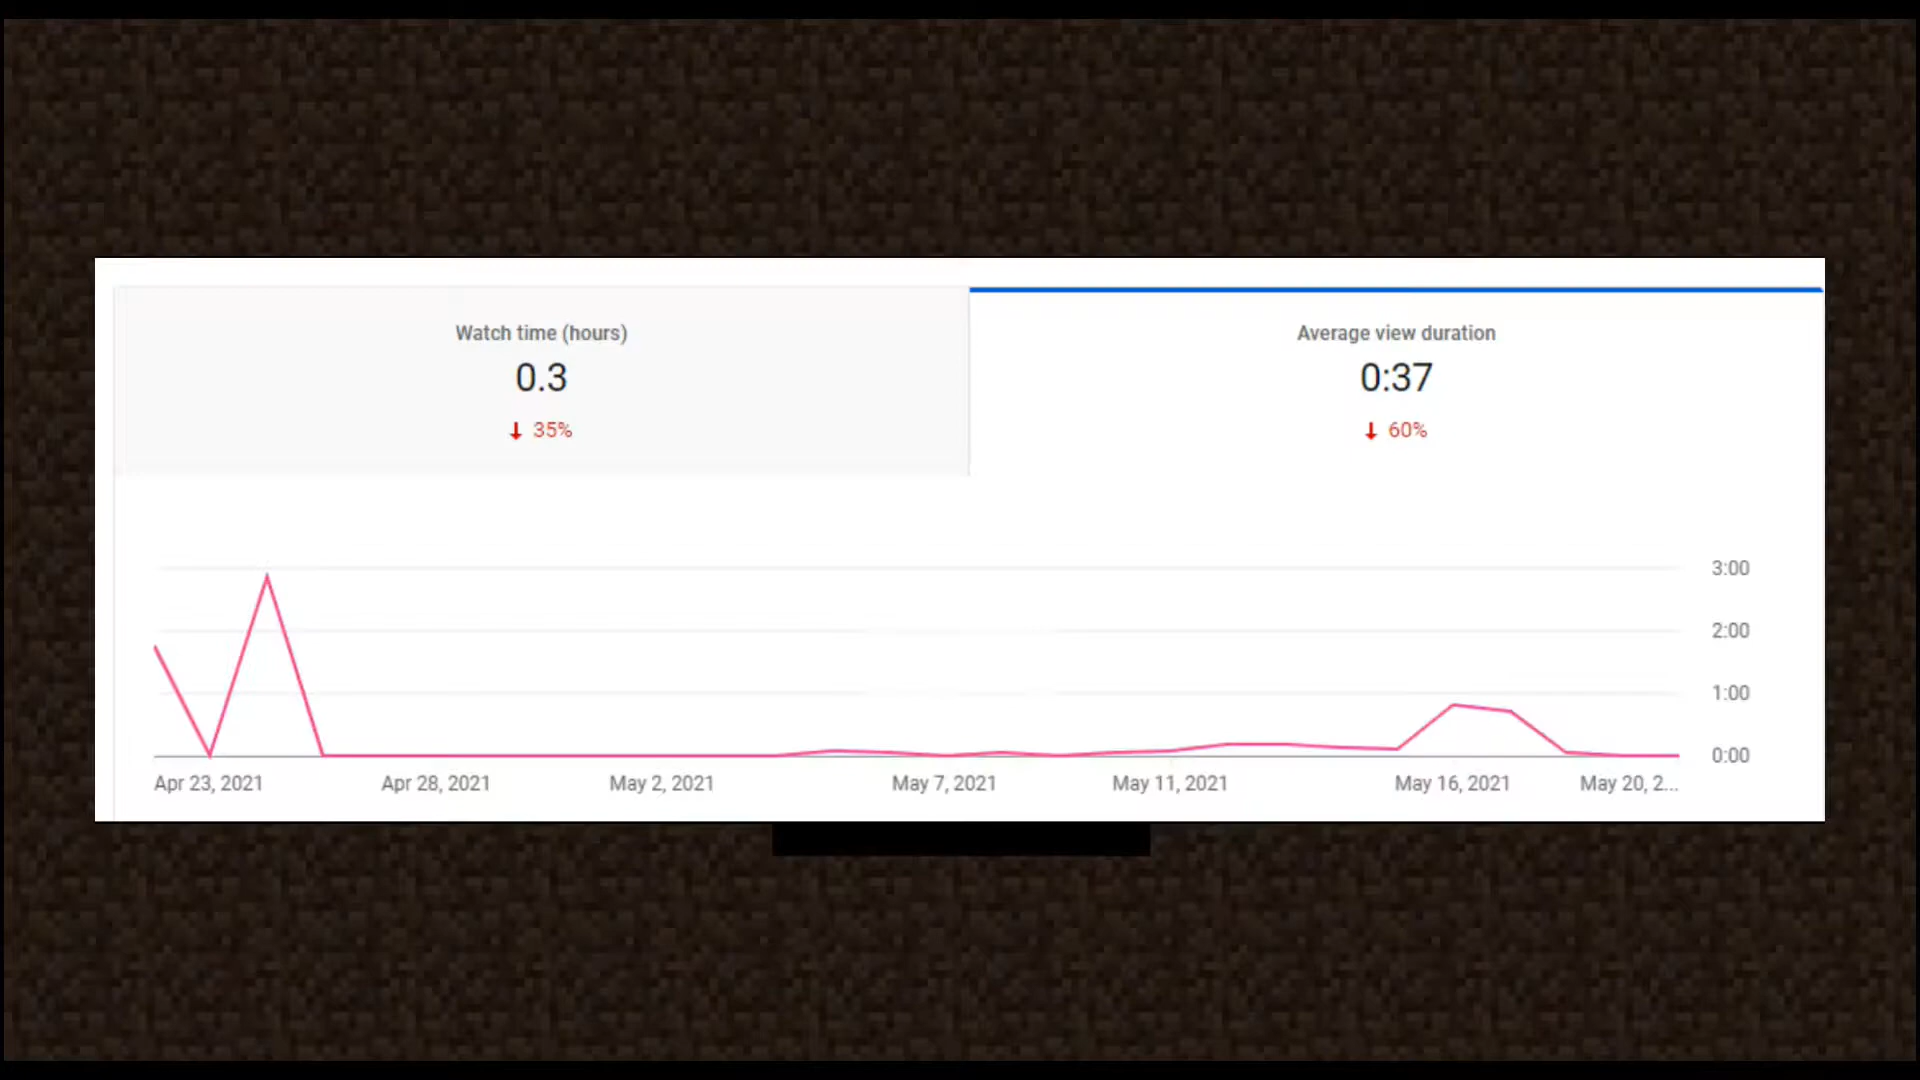 Watch time (hours)
0.3
↓ 35%
Average view duration
0:37
↓ 60%
3:00
2:00
1:00
0:00
Apr 23, 2021 Apr 28, 2021 May 2, 2021 May 7, 2021 May 11, 2021 May 16, 2021 May 20, 2...